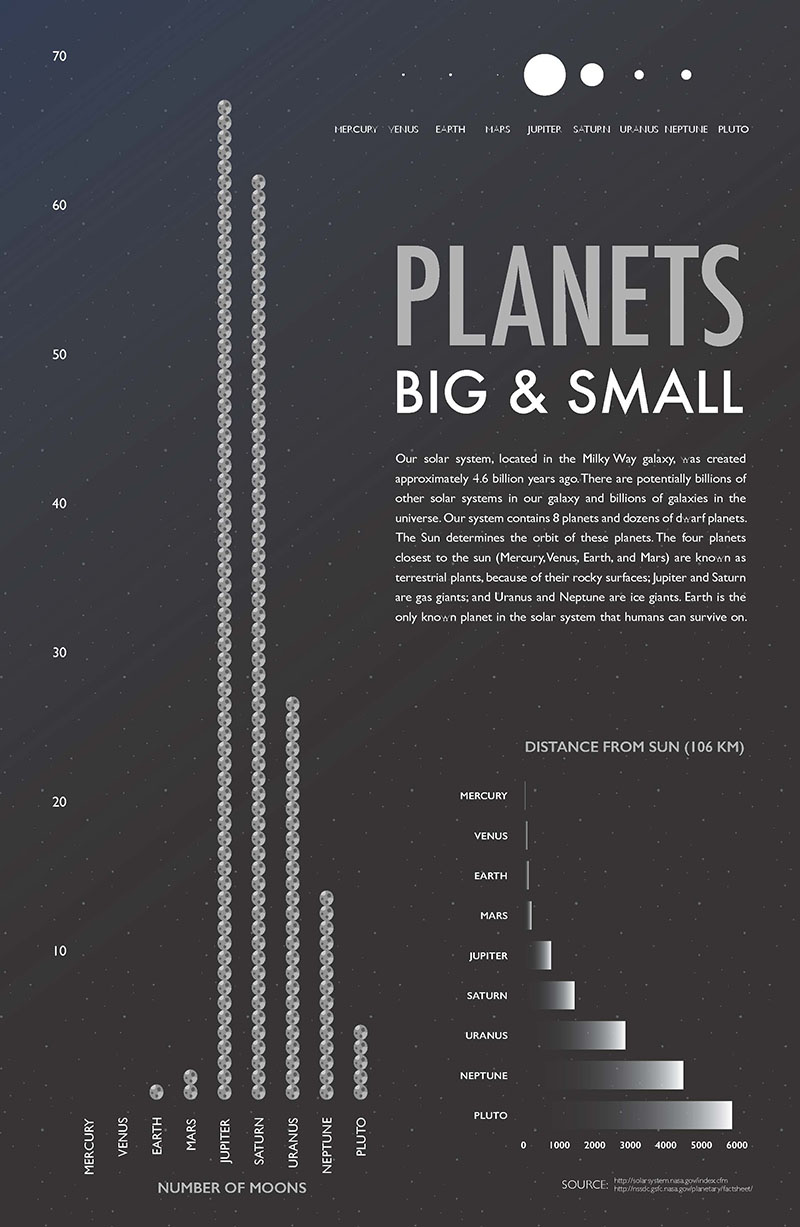 70
60
50
40
30
20
10
MERCURY VENUS EARTH MARS JUPITER SATURN URANUS NEPTUNE PLUTO
PLANETS
BIG & SMALL
Our solar system, located in the Milky Way galaxy, was created
approximately 4.6 billion years ago. There are potentially billions of
other solar systems in our galaxy and billions of galaxies in the
universe. Our system contains 8 planets and dozens of dwarf planets.
The Sun determines the orbit of these planets. The four planets
closest to the sun (Mercury, Venus, Earth, and Mars) are known as
terrestrial plants, because of their rocky surfaces; Jupiter and Saturn
are gas giants; and Uranus and Neptune are ice giants. Earth is the
only known planet in the solar system that humans can survive on.
DISTANCE FROM SUN (106 KM)
MERCURY
VENUS
EARTH
MARS
JUPITER
SATURN
URANUS
NEPTUNE
PLUTO
0 1000 2000 3000 4000 5000 6000
MERCURY VENUS EARTH MARS JUPITER SATURN URANUS NEPTUNE PLUTO
NUMBER OF MOONS
SOURCE: http://solarsystem.nasa.gov/index.cfm
http://nssdc.gsfc.nasa.gov/planetary/factsheet/